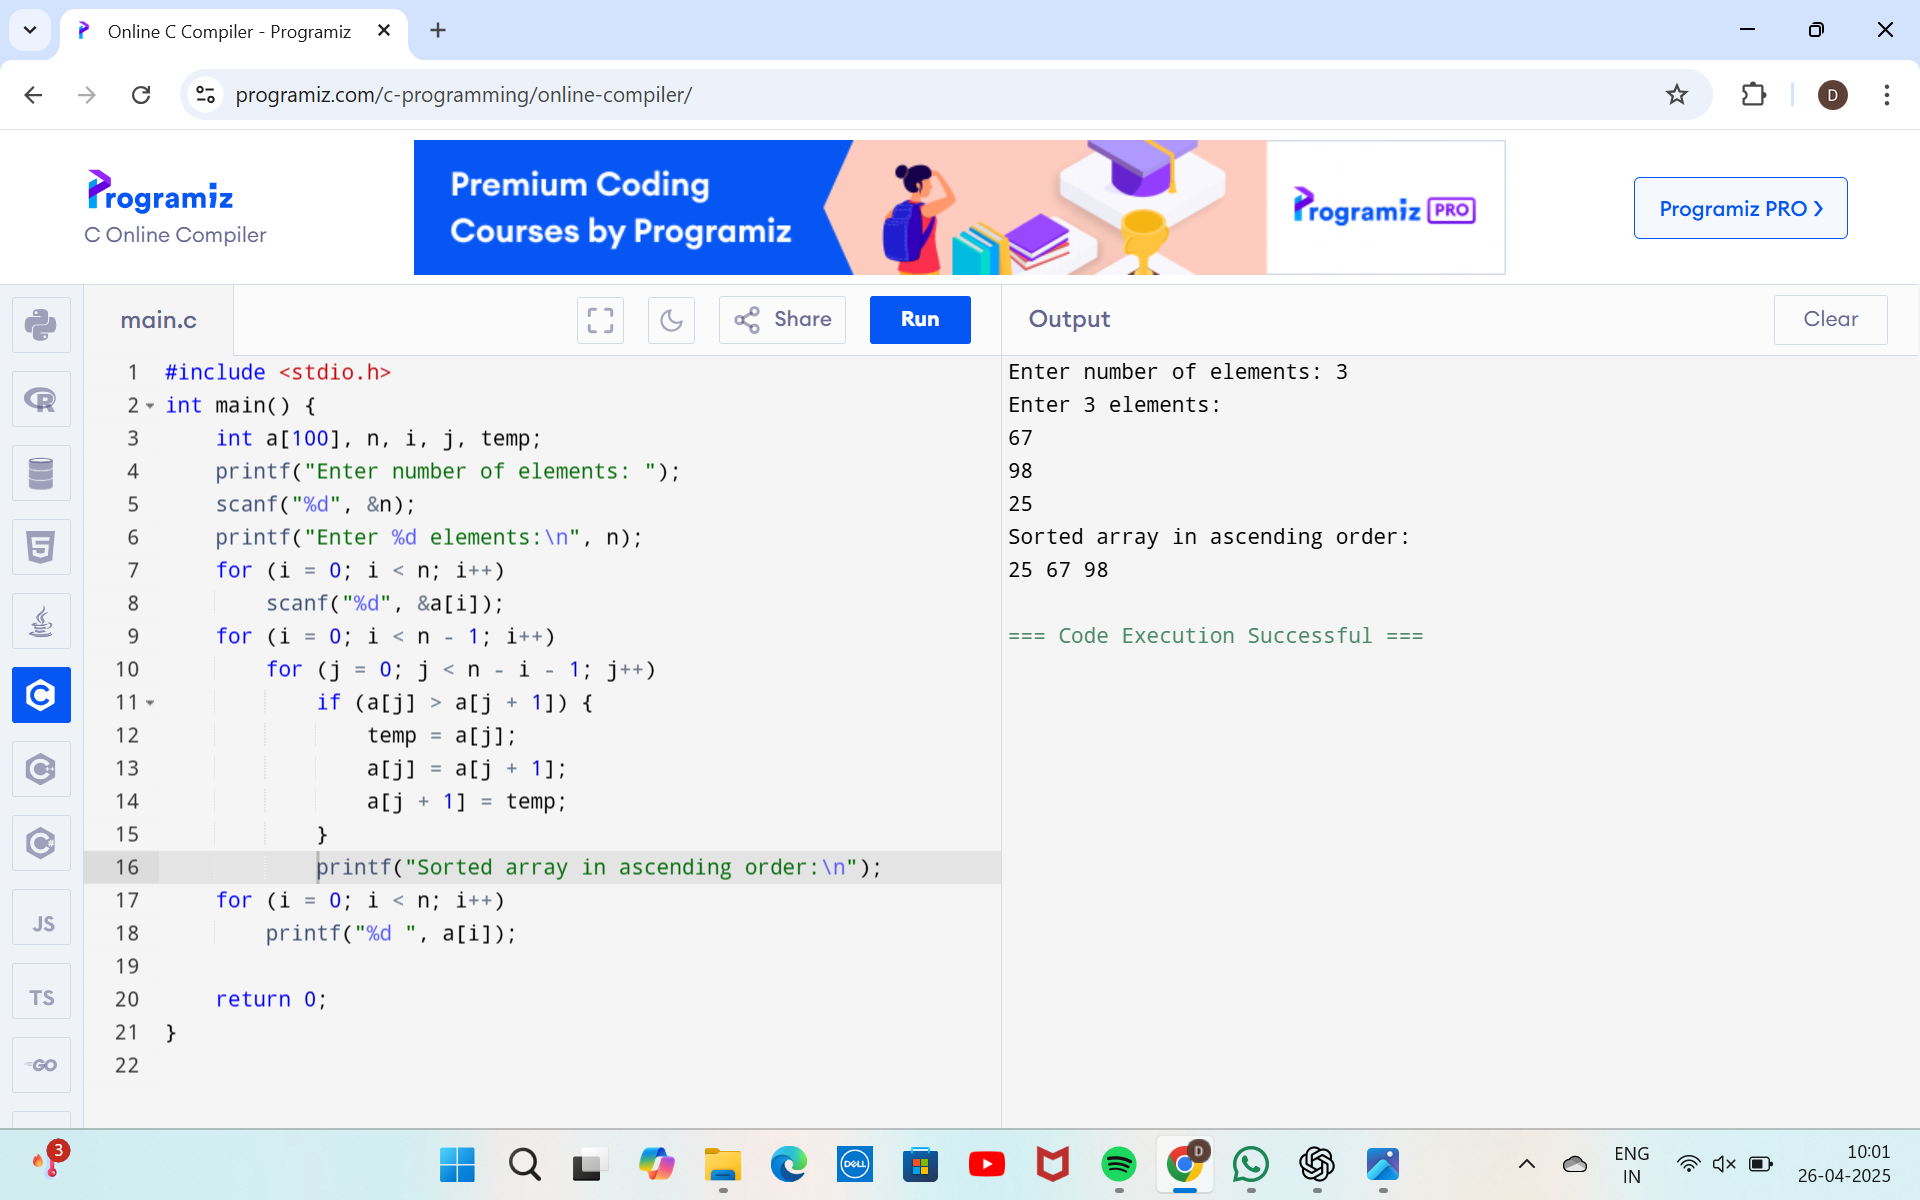 Online C Compiler - Programiz
programiz.com/c-programming/online-compiler/
D
Programiz
C Online Compiler
Premium Coding
Courses by Programiz
Programiz PRO
Programiz PRO
main.c
Share
Run
Output
Clear
1 #include <stdio.h>
2 int main() {
3     int a[100], n, i, j, temp;
4     printf("Enter number of elements: ");
5     scanf("%d", &n);
6     printf("Enter %d elements:\n", n);
7     for (i = 0; i < n; i++)
8         scanf("%d", &a[i]);
9     for (i = 0; i < n - 1; i++)
10         for (j = 0; j < n - i - 1; j++)
11             if (a[j] > a[j + 1]) {
12                 temp = a[j];
13                 a[j] = a[j + 1];
14                 a[j + 1] = temp;
15             }
16             printf("Sorted array in ascending order:\n");
17     for (i = 0; i < n; i++)
18         printf("%d ", a[i]);
19
20     return 0;
21 }
22
Enter number of elements: 3
Enter 3 elements:
67
98
25
Sorted array in ascending order:
25 67 98
=== Code Execution Successful ===
R
5
C
C
C
JS
TS
GO
3
DELL
D
ENG
IN
10:01
26-04-2025